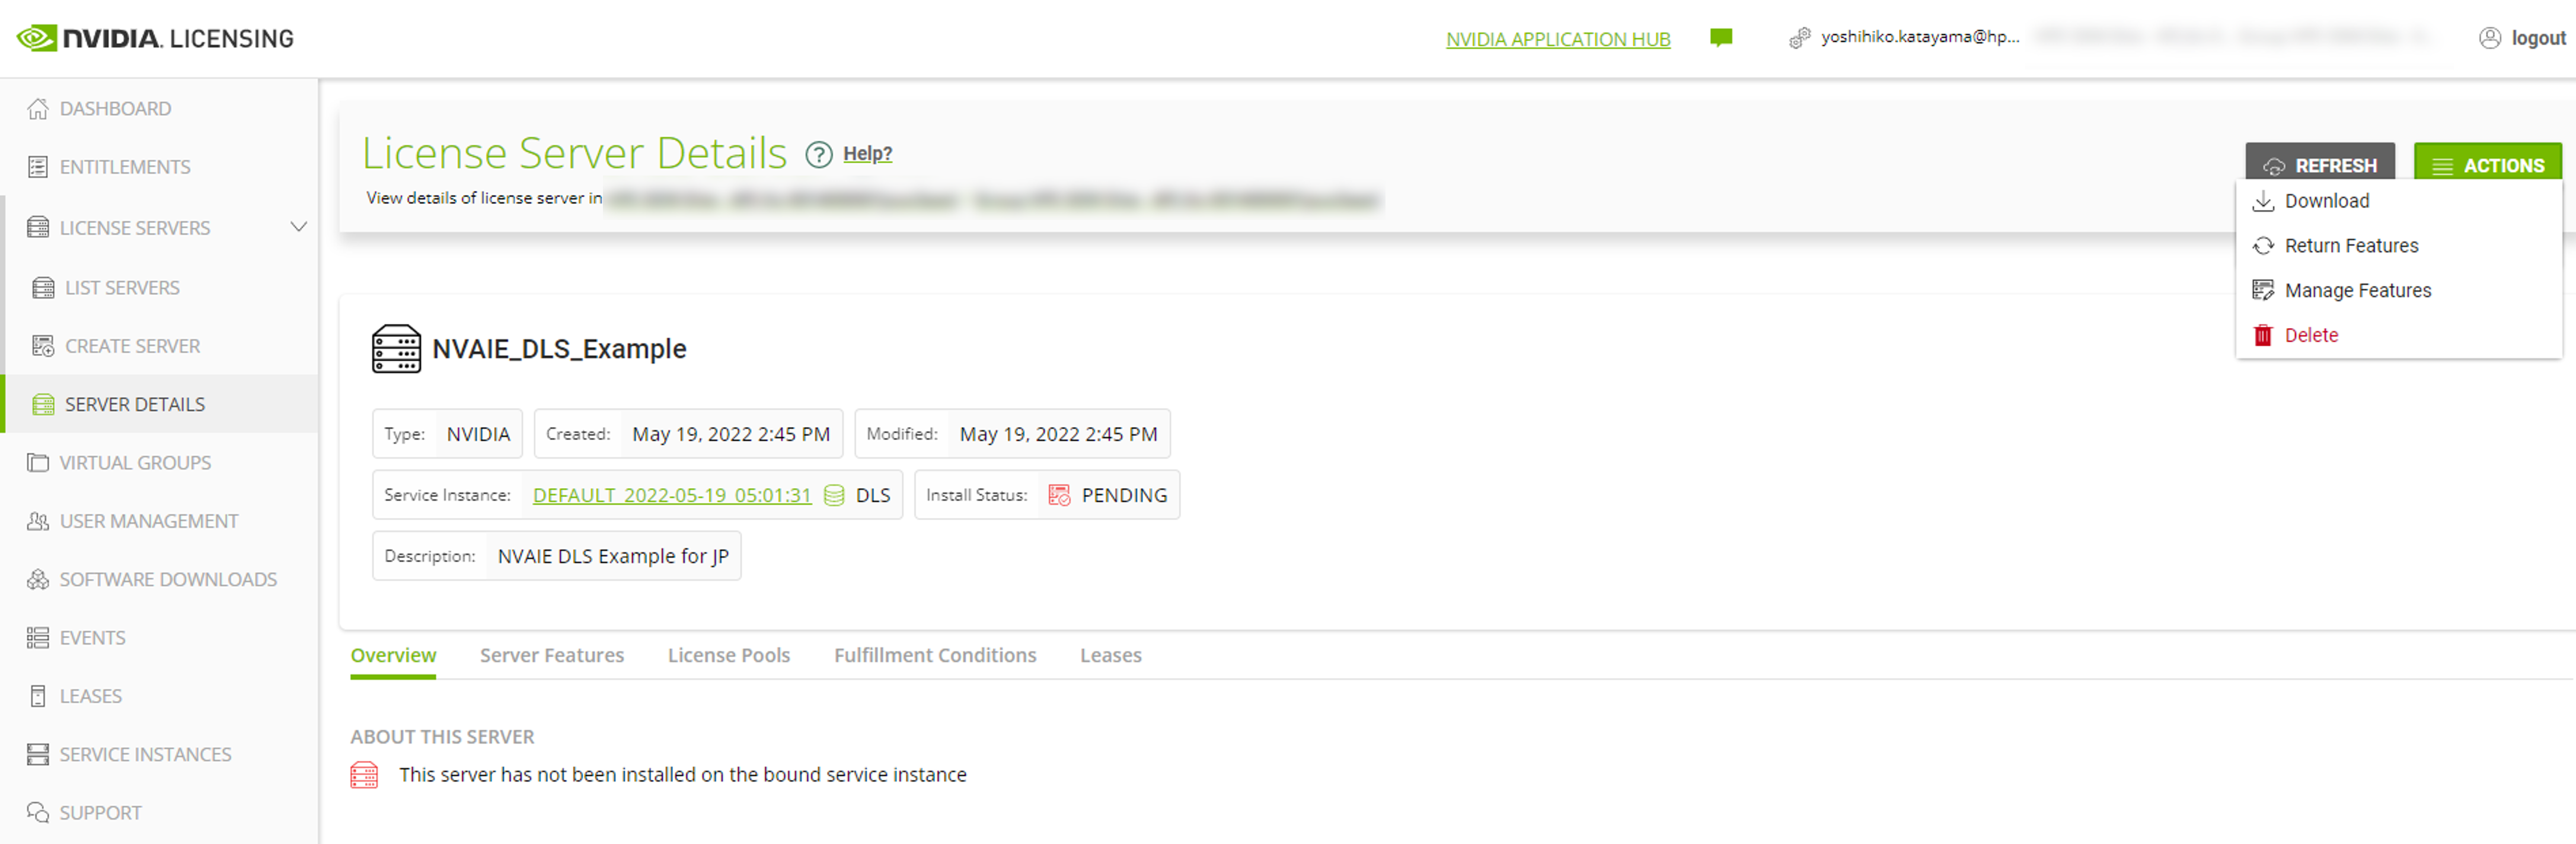 NVIDIA. LICENSING
NVIDIA APPLICATION HUB
yoshihiko.katayama@hp...
logout
DASHBOARD
ENTITLEMENTS
LICENSE SERVERS
LIST SERVERS
CREATE SERVER
SERVER DETAILS
VIRTUAL GROUPS
USER MANAGEMENT
SOFTWARE DOWNLOADS
EVENTS
LEASES
SERVICE INSTANCES
SUPPORT
License Server Details ? Help?
View details of license server in
REFRESH
ACTIONS
Download
Return Features
Manage Features
Delete
NVAIE_DLS_Example
Type: NVIDIA
Created: May 19, 2022 2:45 PM
Modified: May 19, 2022 2:45 PM
Service Instance: DEFAULT_2022-05-19_05:01:31 DLS
Install Status: PENDING
Description: NVAIE DLS Example for JP
Overview
Server Features
License Pools
Fulfillment Conditions
Leases
ABOUT THIS SERVER
This server has not been installed on the bound service instance